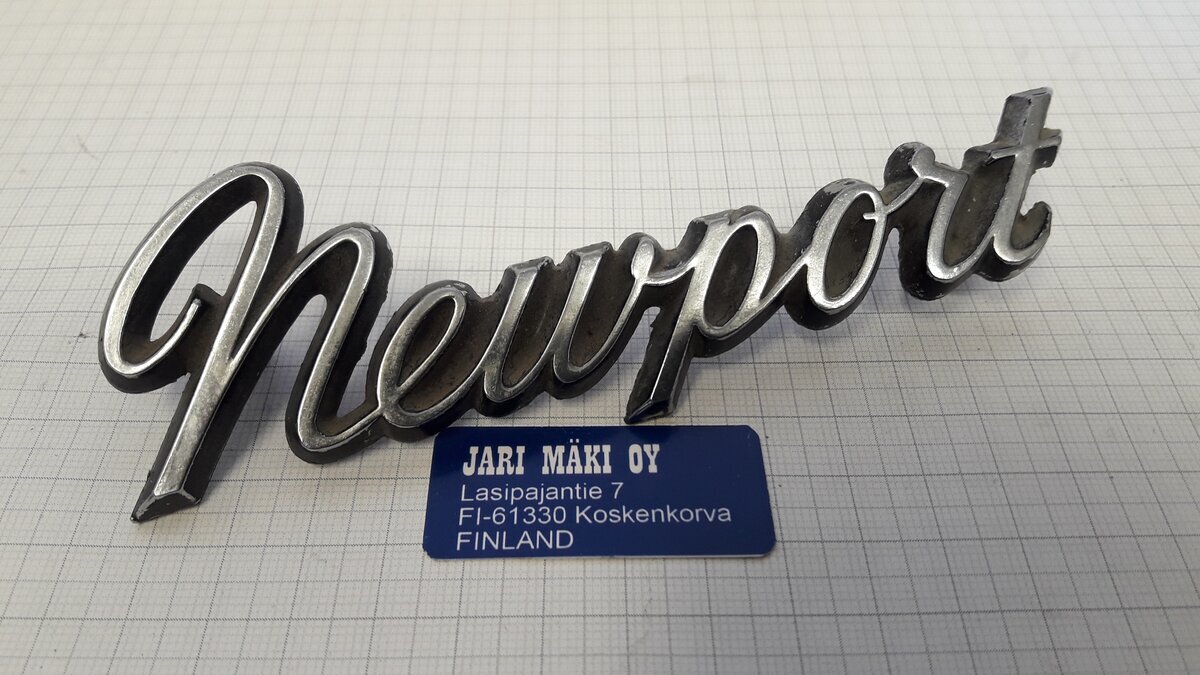 Newport
JARI MÄKI OY
Lasipajantie 7
FI-61330 Koskenkorva
FINLAND